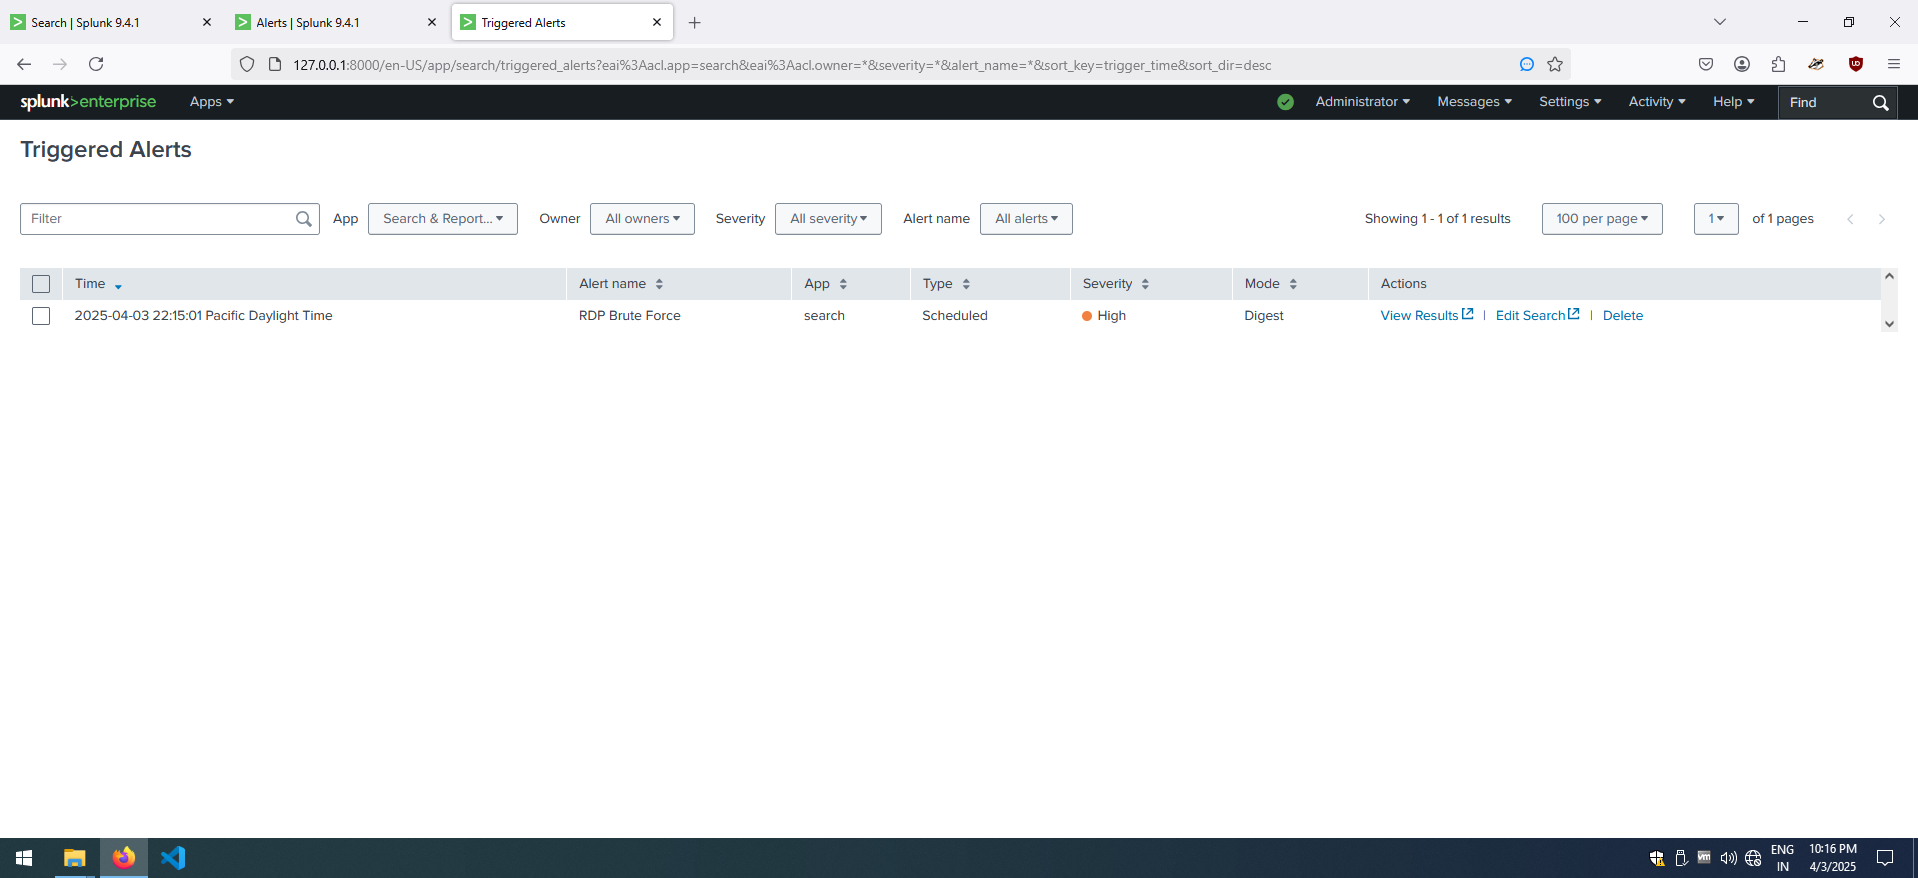 Search | Splunk 9.4.1
Alerts | Splunk 9.4.1
Triggered Alerts
127.0.0.1:8000/en-US/app/search/triggered_alerts?eai%3Aacl.app=search&eai%3Aacl.owner=*&severity=*&alert_name=*&sort_key=trigger_time&sort_dir=desc
splunk>enterprise Apps Administrator Messages Settings Activity Help Find
Triggered Alerts
Filter App Search & Report... Owner All owners Severity All severity Alert name All alerts Showing 1 - 1 of 1 results 100 per page 1 of 1 pages
Time Alert name App Type Severity Mode Actions
2025-04-03 22:15:01 Pacific Daylight Time RDP Brute Force search Scheduled High Digest View Results | Edit Search | Delete
ENG 10:16 PM
IN 4/3/2025